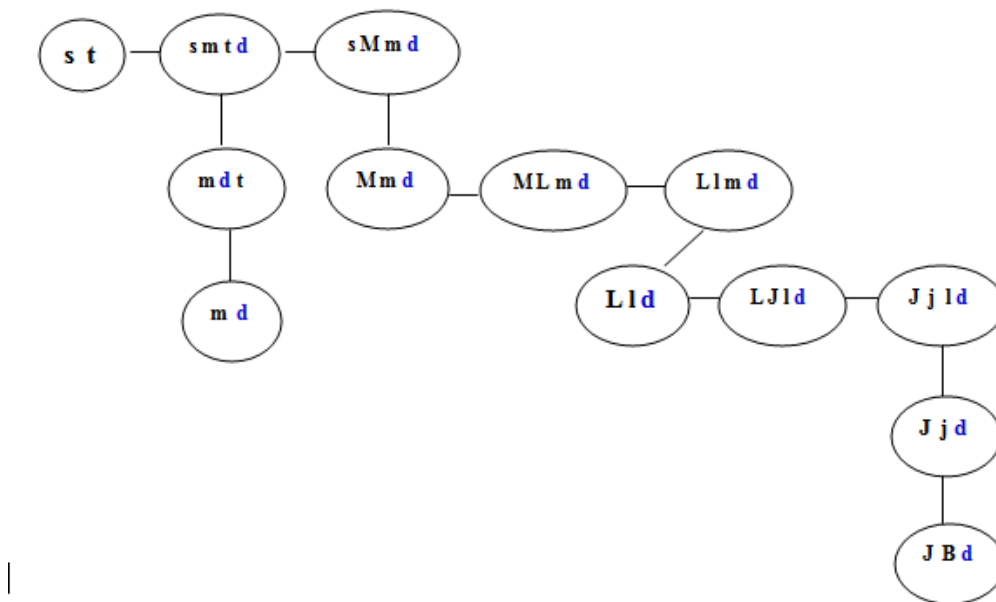 s t
s m t d
s M m d
m d t
M m d
M L m d
L l m d
m d
L l d
L J l d
J j l d
J j d
J B d